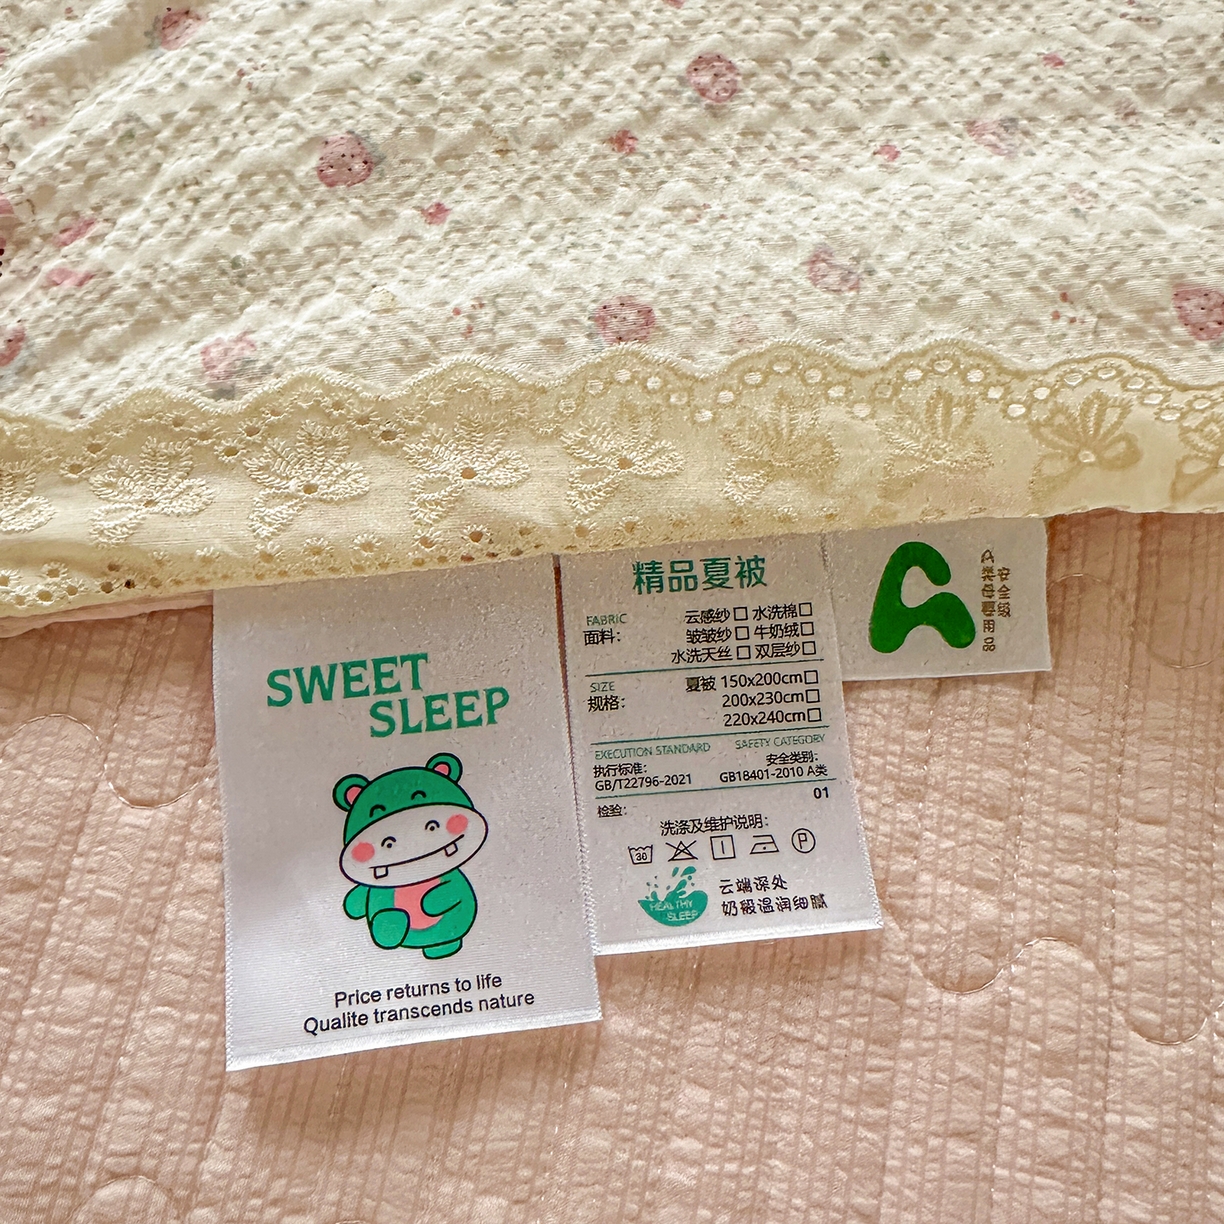 SWEET
SLEEP
Price returns to life
Qualite transcends nature
精品夏被
FABRIC
面料:
云感纱□ 水洗棉□
皱皱纱□ 牛奶绒□
水洗天丝□ 双层纱□
SIZE
规格:
夏被 150x200cm□
200x230cm□
220x240cm□
EXECUTION STANDARD
执行标准:
GB/T22796-2021
SAFETY CATEGORY
安全类别:
GB18401-2010 A类
检验:
01
洗涤及维护说明:
30
P
HEALTHY
SLEEP
云端深处
奶椴温润细腻
A
A类母婴用品
安全级